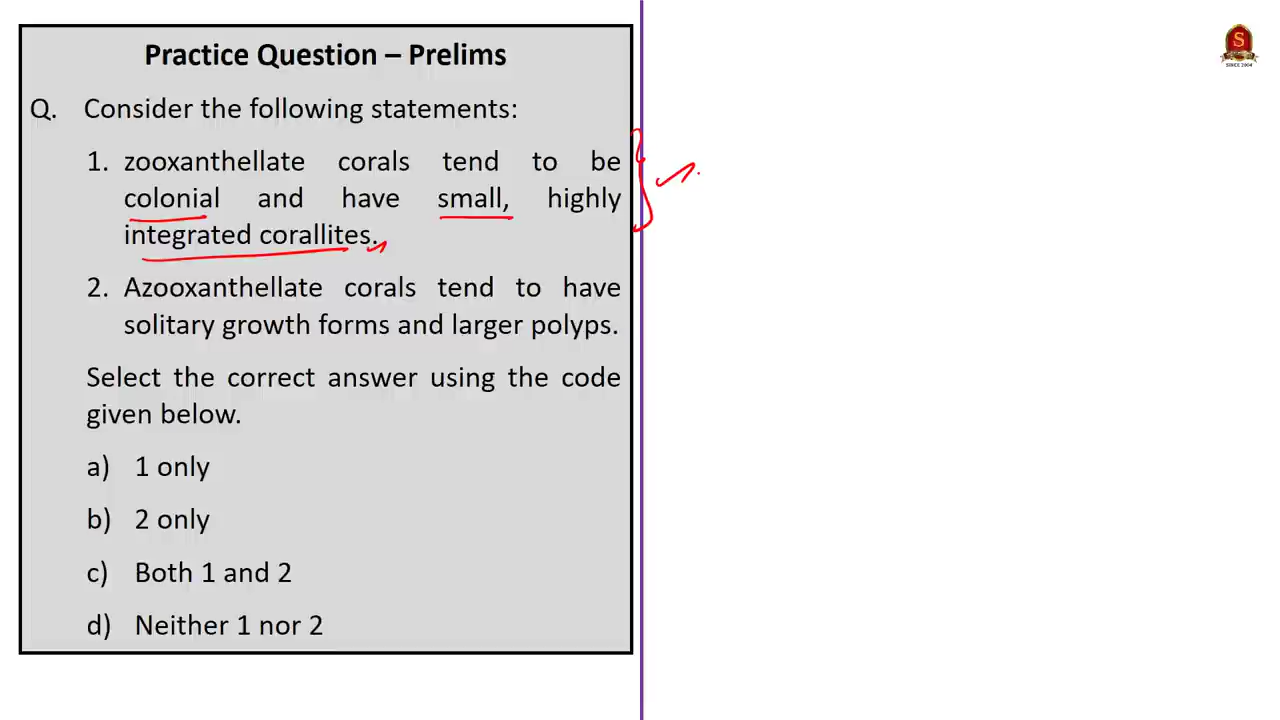 Practice Question – Prelims
Q. Consider the following statements:
1. zooxanthellate corals tend to be
colonial and have small, highly
integrated corallites.
2. Azooxanthellate corals tend to have
solitary growth forms and larger polyps.
Select the correct answer using the code
given below.
a) 1 only
b) 2 only
c) Both 1 and 2
d) Neither 1 nor 2
S
SINCE 2004